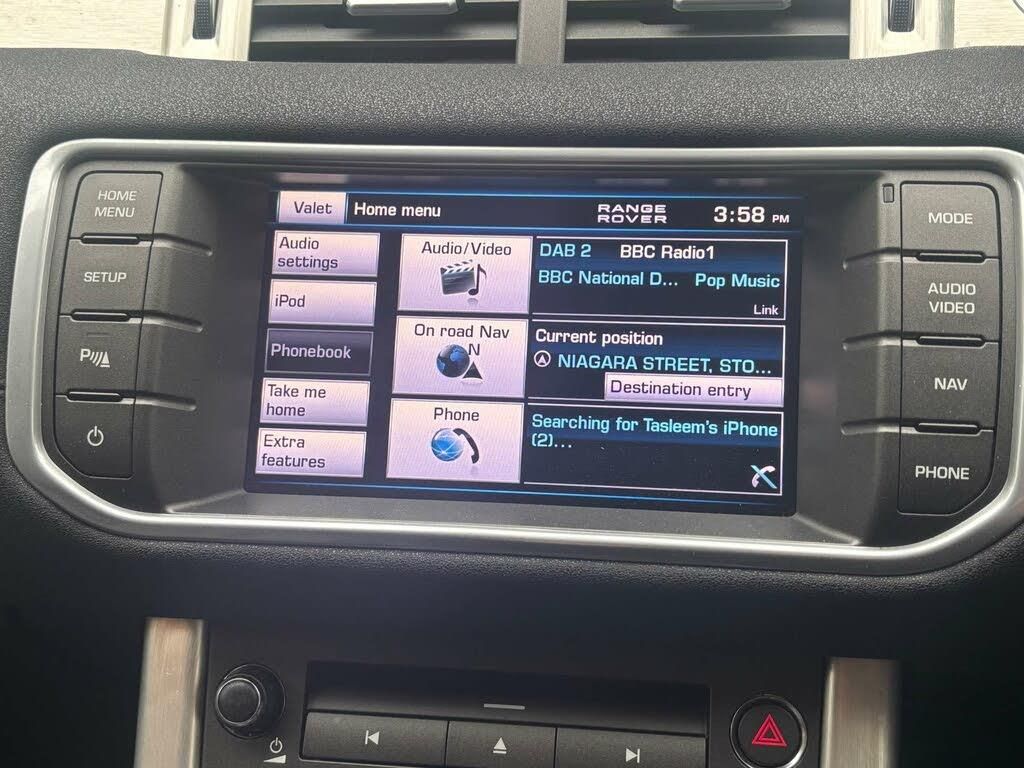 HOME
MENU
SETUP
P
Valet
Home menu
RANGE
ROVER
3:58 PM
Audio
settings
iPod
Phonebook
Take me
home
Extra
features
Audio/Video
On road Nav
N
Phone
DAB 2 BBC Radio1
BBC National D... Pop Music
Link
Current position
NIAGARA STREET, STO...
Destination entry
Searching for Tasleem's iPhone
(2)...
MODE
AUDIO
VIDEO
NAV
PHONE